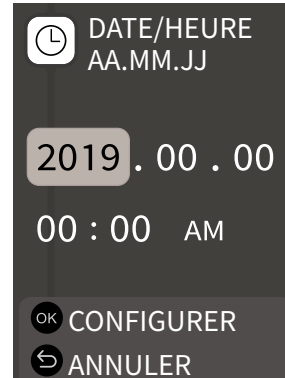 DATE/HEURE
AA.MM.JJ
2019 . 00 . 00
00 : 00 AM
OK CONFIGURER
ANNULER